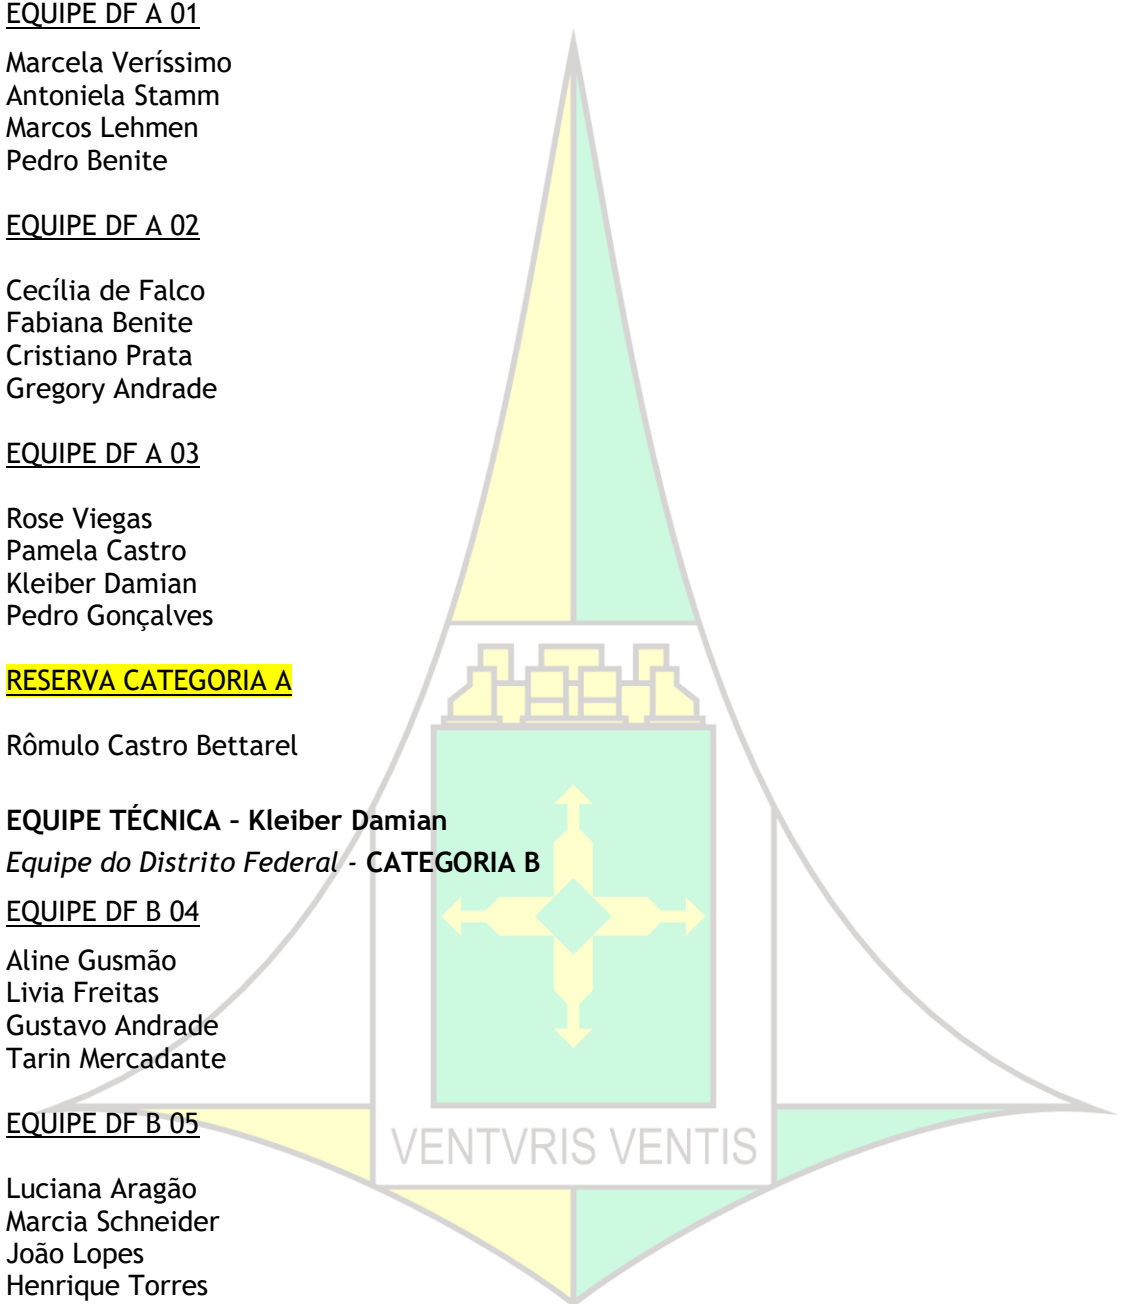 EQUIPE DF A 01
Marcela Veríssimo
Antoniela Stamm
Marcos Lehmen
Pedro Benite
EQUIPE DF A 02
Cecília de Falco
Fabiana Benite
Cristiano Prata
Gregory Andrade
EQUIPE DF A 03
Rose Viegas
Pamela Castro
Kleiber Damian
Pedro Gonçalves
RESERVA CATEGORIA A
Rômulo Castro Bettarel
EQUIPE TÉCNICA – Kleiber Damian
Equipe do Distrito Federal - CATEGORIA B
EQUIPE DF B 04
Aline Gusmão
Livia Freitas
Gustavo Andrade
Tarin Mercadante
EQUIPE DF B 05
VENTVRIS VENTIS
Luciana Aragão
Marcia Schneider
João Lopes
Henrique Torres